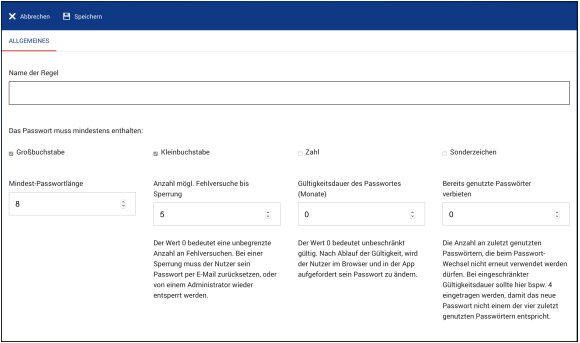 Abbrechen Speichern
ALLGEMEINES
Name der Regel
Das Passwort muss mindestens enthalten:
Großbuchstabe Kleinbuchstabe Zahl Sonderzeichen
Mindest-Passwortlänge
8
Anzahl mögl. Fehlversuche bis
Sperrung
5
Der Wert 0 bedeutet eine unbegrenzte
Anzahl an Fehlversuchen. Bei einer
Sperrung muss der Nutzer sein
Passwort per E-Mail zurücksetzen, oder
von einem Administrator wieder
entsperrt werden.
Gültigkeitsdauer des Passwortes
(Monate)
0
Der Wert 0 bedeutet unbeschränkt
gültig. Nach Ablauf der Gültigkeit, wird
der Nutzer im Browser und in der App
aufgefordert sein Passwort zu ändern.
Bereits genutzte Passwörter
verbieten
0
Die Anzahl an zuletzt genutzten
Passwörtern, die beim Passwort-
Wechsel nicht erneut verwendet werden
dürfen. Bei eingeschränkter
Gültigkeitsdauer sollte hier bspw. 4
eingetragen werden, damit das neue
Passwort nicht einem der vier zuletzt
genutzten Passwörtern entspricht.